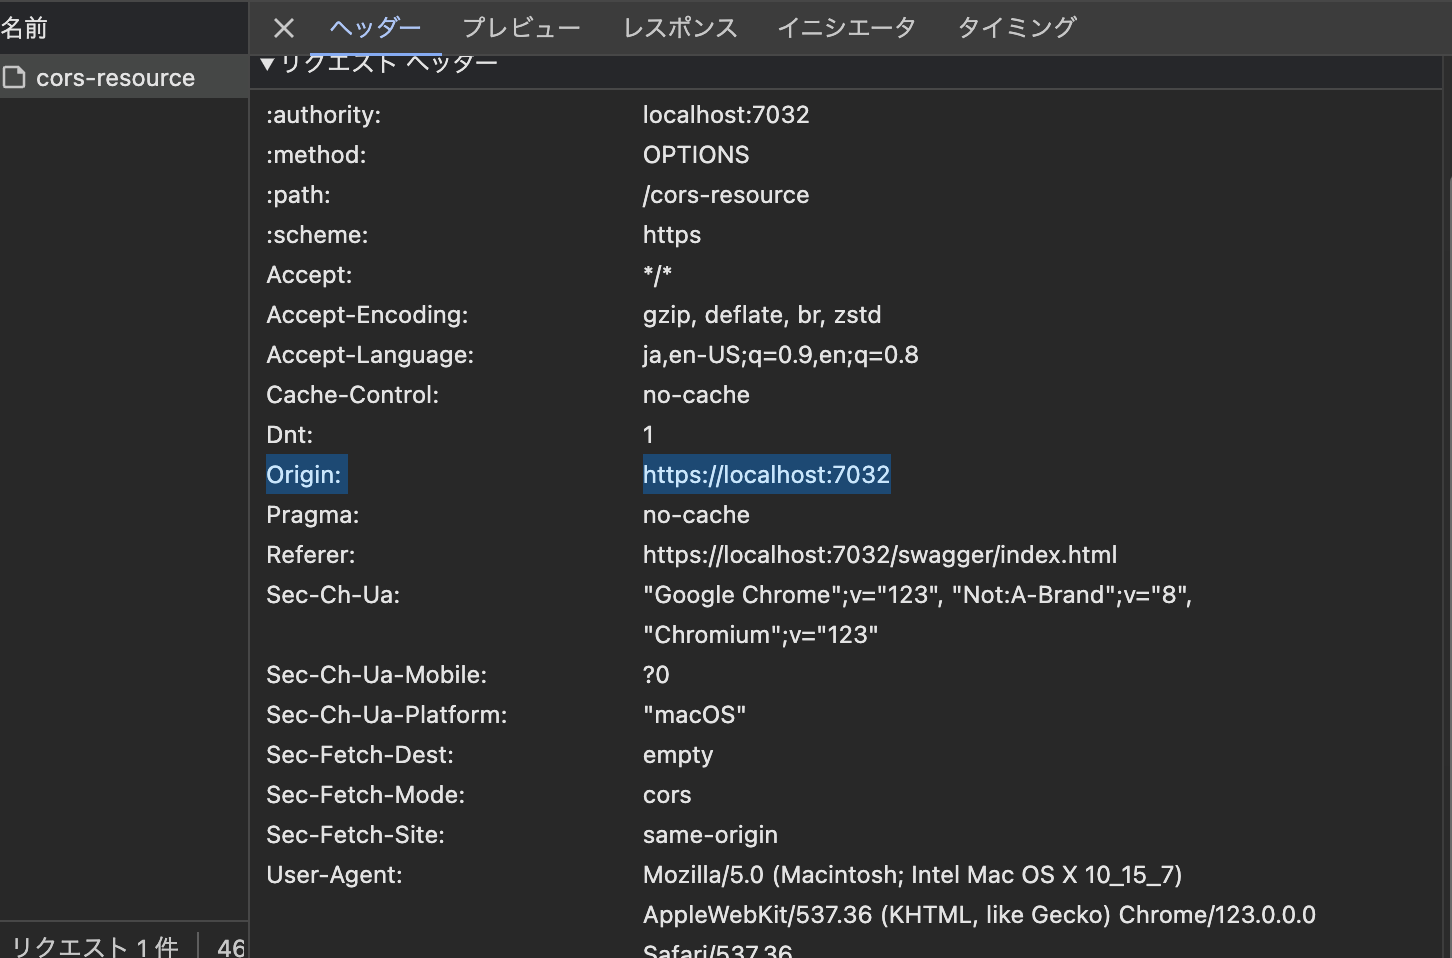 名前
ヘッダー プレビュー レスポンス イニシエータ タイミング
cors-resource
▼リクエスト ヘッダー
:authority: localhost:7032
:method: OPTIONS
:path: /cors-resource
:scheme: https
Accept: */*
Accept-Encoding: gzip, deflate, br, zstd
Accept-Language: ja,en-US;q=0.9,en;q=0.8
Cache-Control: no-cache
Dnt: 1
Origin: https://localhost:7032
Pragma: no-cache
Referer: https://localhost:7032/swagger/index.html
Sec-Ch-Ua: "Google Chrome";v="123", "Not:A-Brand";v="8",
"Chromium";v="123"
Sec-Ch-Ua-Mobile: ?0
Sec-Ch-Ua-Platform: "macOS"
Sec-Fetch-Dest: empty
Sec-Fetch-Mode: cors
Sec-Fetch-Site: same-origin
User-Agent: Mozilla/5.0 (Macintosh; Intel Mac OS X 10_15_7)
AppleWebKit/537.36 (KHTML, like Gecko) Chrome/123.0.0.0
Safari/537.36
リクエスト 1 件 46